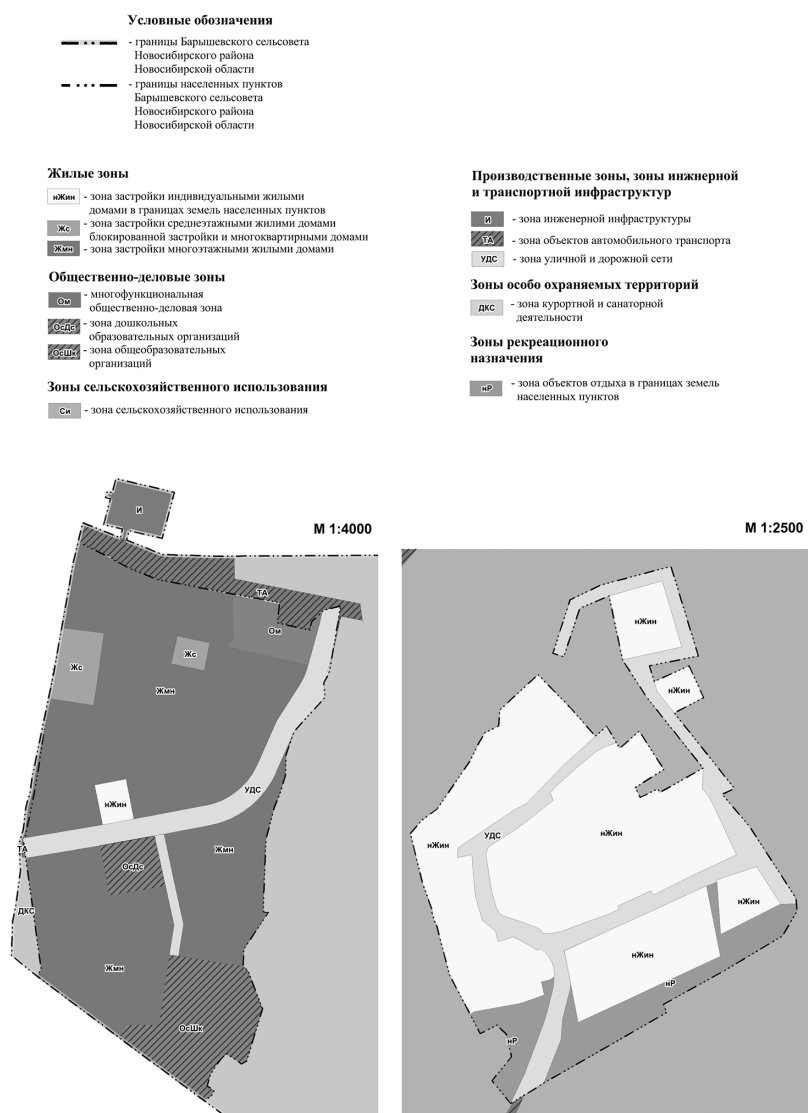 Условные обозначения
- границы Барышевского сельсовета
Новосибирского района
Новосибирской области
- границы населенных пунктов
Барышевского сельсовета
Новосибирского района
Новосибирской области
Жилые зоны
нЖин - зона застройки индивидуальными жилыми
домами в границах земель населенных пунктов
Жс - зона застройки среднеэтажными жилими домами
блокированной застройки и многоквартирными домами
Жмн - зона застройки многоэтажными жилыми домами
Общественно-деловые зоны
Ом - многофункциональная
общественно-деловая зона
ОсДс - зона дошкольных
образовательных организаций
ОсШк - зона общеобразовательных
организаций
Зоны сельскохозяйственного использования
Си - зона сельскохозяйственного использования
Производственные зоны, зоны инжнерной
и транспортной инфраструктур
И - зона инженерной инфраструктуры
ТА - зона объектов автомобильного транспорта
УДС - зона уличной и дорожной сети
Зоны особо охраняемых территорий
ДКС - зона курортной и санаторной
деятельности
Зоны рекреационного
назначения
нР - зона объектов отдыха в границах земель
населенных пунктов
М 1:4000
И
ТА
Ом
Жс
Жс
Жмн
УДС
нЖин
ТА
Жмн
ОсДс
ДКС
Жмн
ОсШк
М 1:2500
нЖин
нЖин
УДС
нЖин
нЖин
нЖин
нЖин
нР
нР